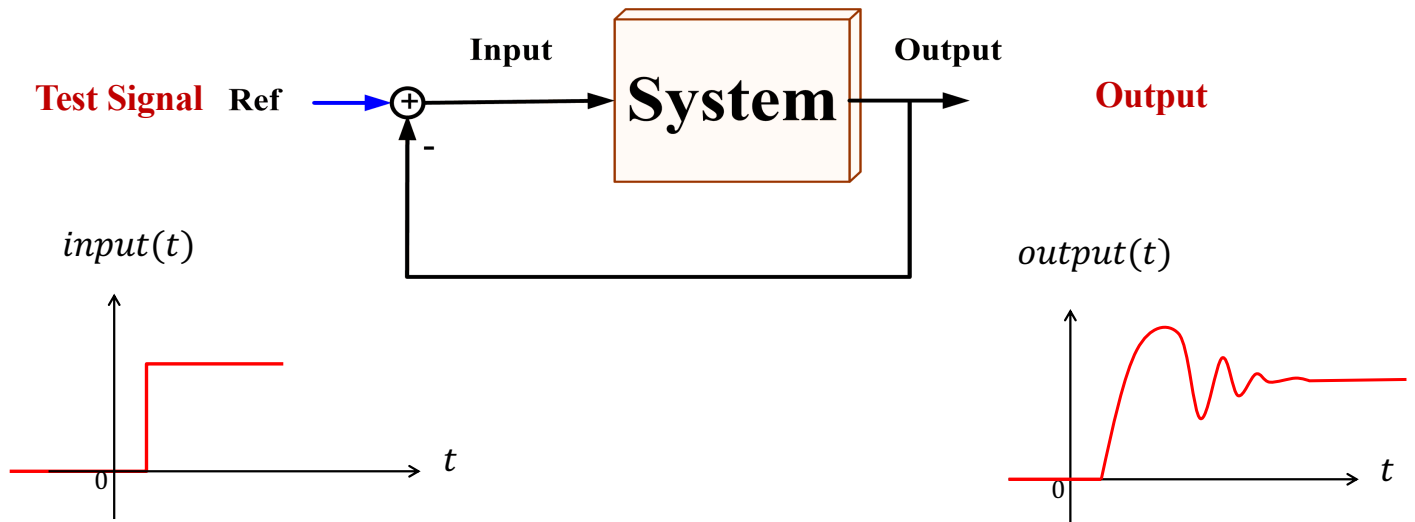 Input
Output
Test Signal Ref
+
System
Output
-
input(t)
output(t)
0
t
0
t